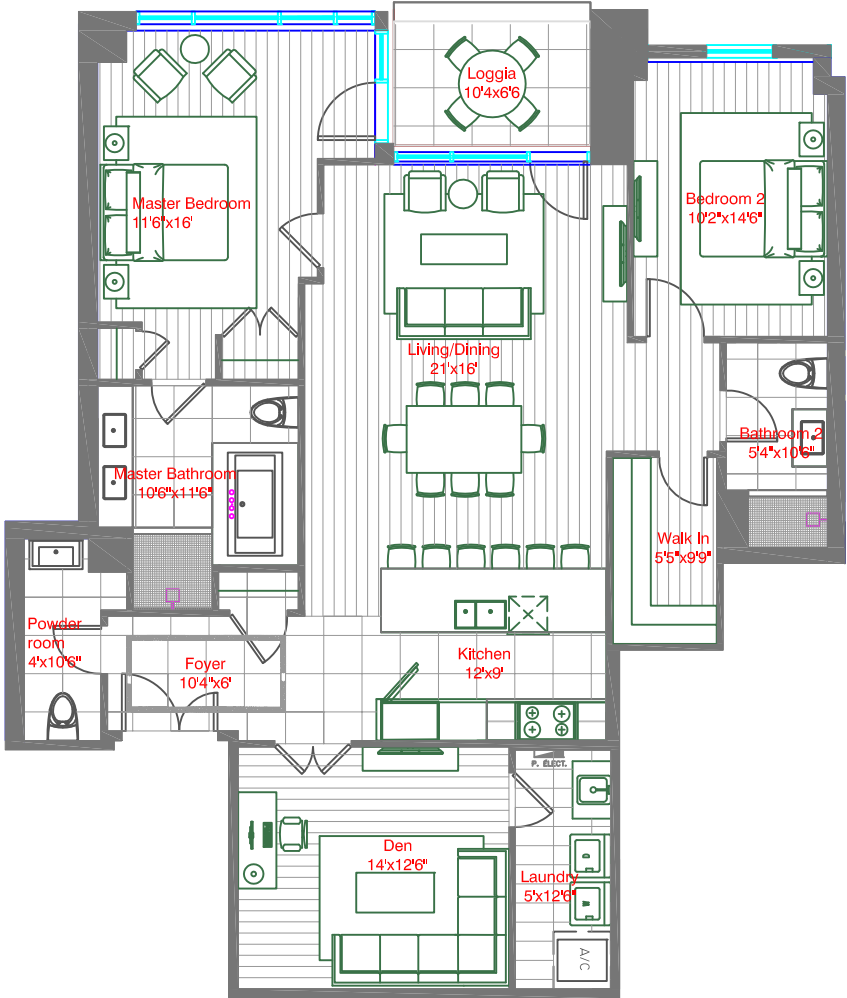 Loggia
10'4x6'6
Master Bedroom
11'6"x16'
Bedroom 2
10'2"x14'6"
Living/Dining
21'x16'
Bathroom 2
5'4"x10'6"
Master Bathroom
10'6"x11'6"
Walk In
5'5"x9'9"
Powder
room
4'x10'6"
Foyer
10'4"x6'
Kitchen
12'x9'
P. ÉLECT.
Den
14'x12'6"
D
Laundry
5'x12'6"
W
A/C